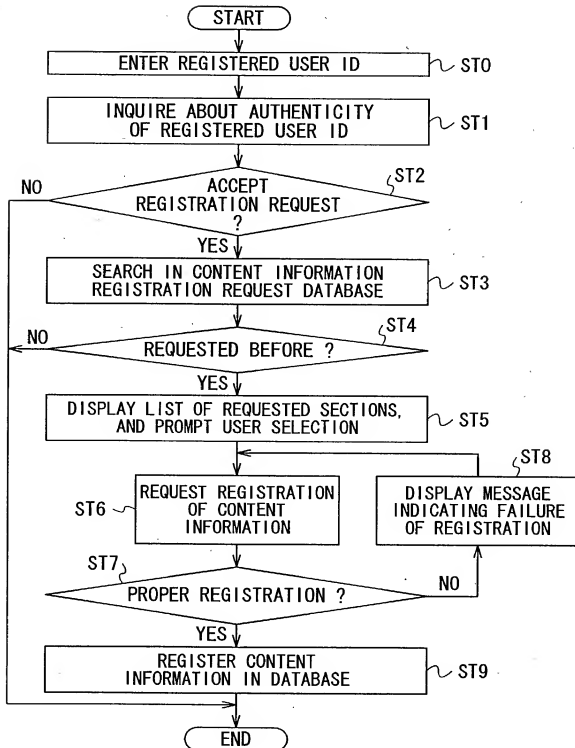 START
ENTER REGISTERED USER ID
ST0
INQUIRE ABOUT AUTHENTICITY
OF REGISTERED USER ID
ST1
NO
ACCEPT
REGISTRATION REQUEST
?
ST2
YES
SEARCH IN CONTENT INFORMATION
REGISTRATION REQUEST DATABASE
ST3
NO
REQUESTED BEFORE ?
ST4
YES
DISPLAY LIST OF REQUESTED SECTIONS,
AND PROMPT USER SELECTION
ST5
ST6
REQUEST REGISTRATION
OF CONTENT
INFORMATION
ST8
DISPLAY MESSAGE
INDICATING FAILURE
OF REGISTRATION
ST7
PROPER REGISTRATION ?
NO
YES
REGISTER CONTENT
INFORMATION IN DATABASE
ST9
END